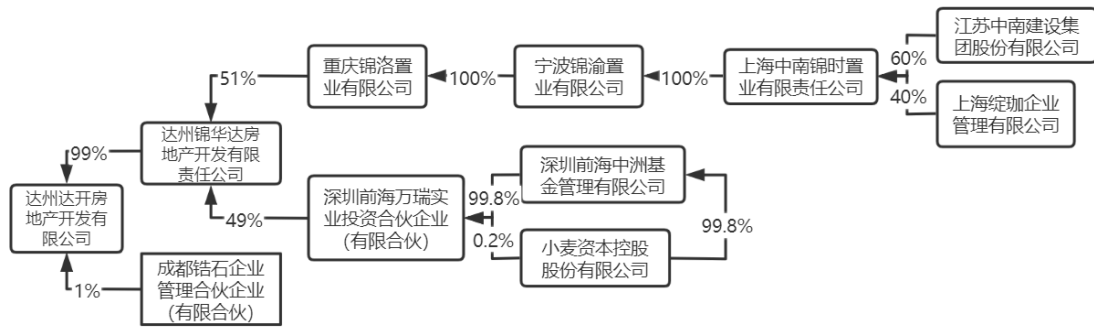 江苏中南建设集
团股份有限公司
60%
重庆锦洛置
业有限公司
100%
宁波锦渝置
业有限公司
100%
上海中南锦时置
业有限责任公司
51%
40%
上海绽珈企业
管理有限公司
达州锦华达房
地产开发有限
责任公司
99%
深圳前海中洲基
金管理有限公司
达州达开房
地产开发有
限公司
深圳前海万瑞实
业投资合伙企业
（有限合伙）
99.8%
49%
99.8%
0.2%
小麦资本控股
股份有限公司
成都锆石企业
管理合伙企业
（有限合伙）
1%